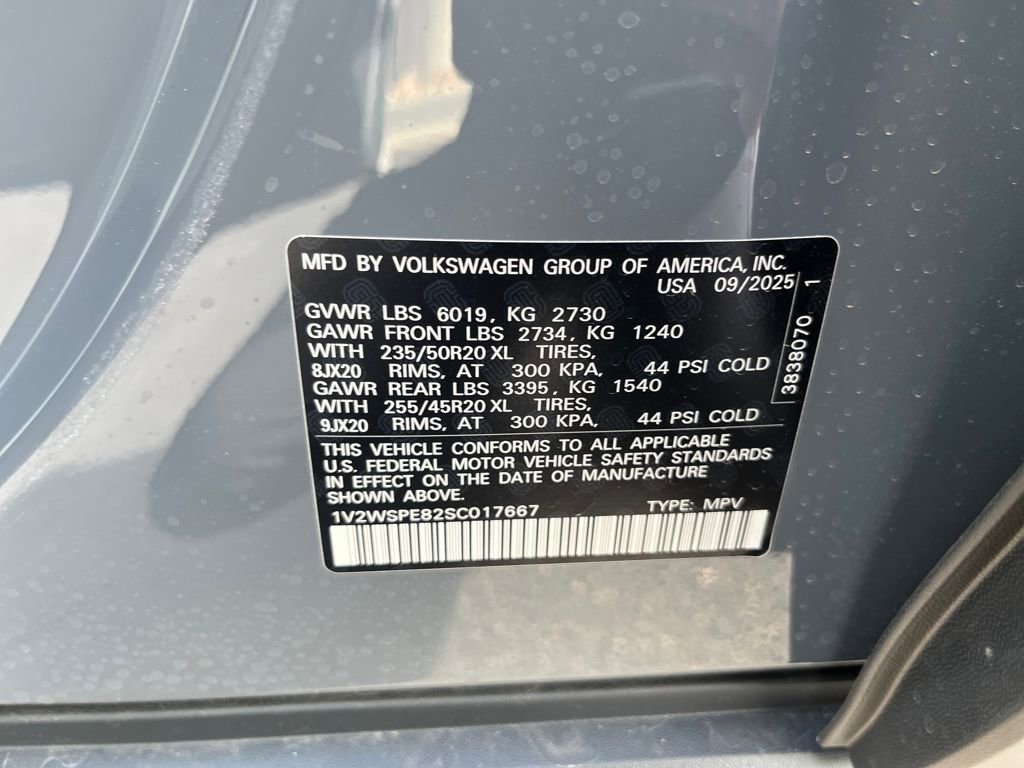 MFD BY VOLKSWAGEN GROUP OF AMERICA, INC.
USA 09/2025
GVWR LBS 6019, KG 2730
GAWR FRONT LBS 2734, KG 1240
WITH 235/50R20 XL TIRES,
8JX20 RIMS, AT 300 KPA, 44 PSI COLD
GAWR REAR LBS 3395, KG 1540
WITH 255/45R20 XL TIRES,
9JX20 RIMS, AT 300 KPA, 44 PSI COLD
THIS VEHICLE CONFORMS TO ALL APPLICABLE
U.S. FEDERAL MOTOR VEHICLE SAFETY STANDARDS
IN EFFECT ON THE DATE OF MANUFACTURE
SHOWN ABOVE.
1V2WSPE82SC017667 TYPE: MPV
3838070 1